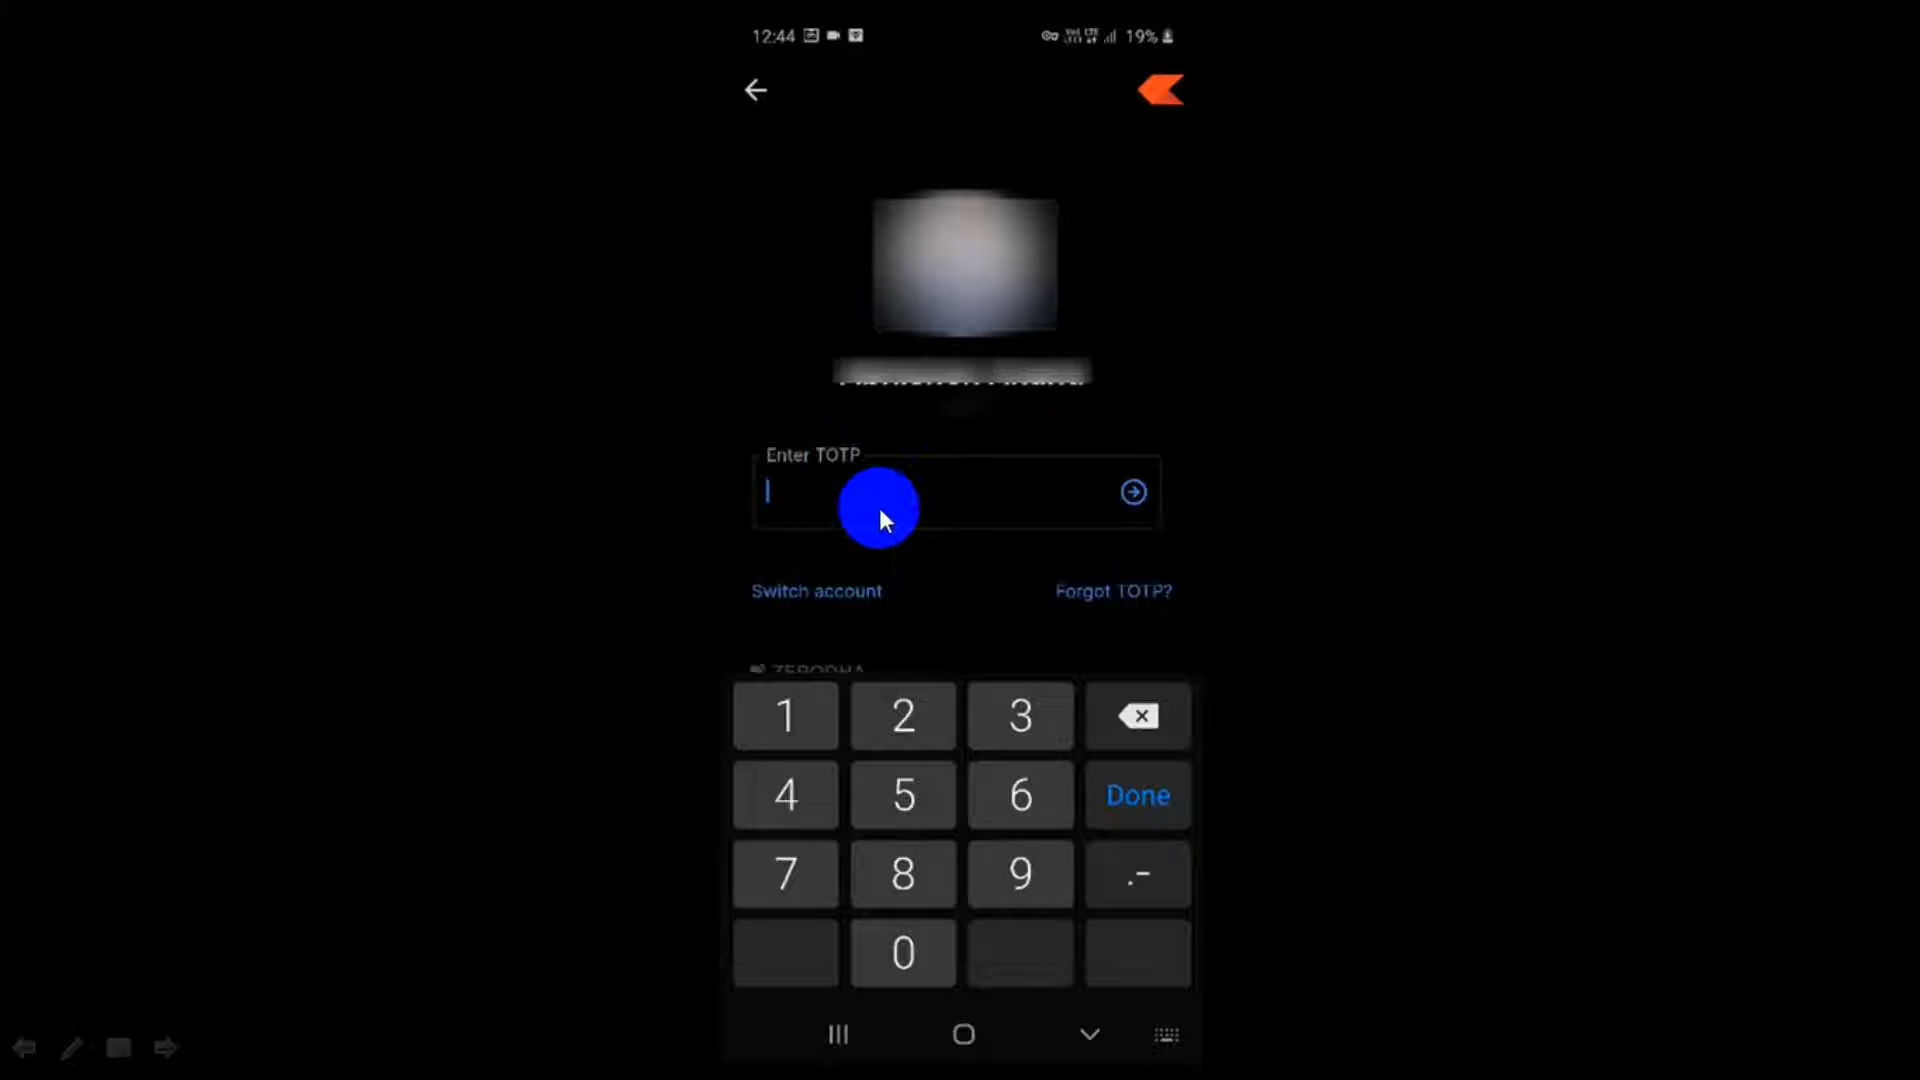 12:44 19%
Enter TOTP
Switch account Forgot TOTP?
ZERODHA
1 2 3
4 5 6 Done
7 8 9 .-
0